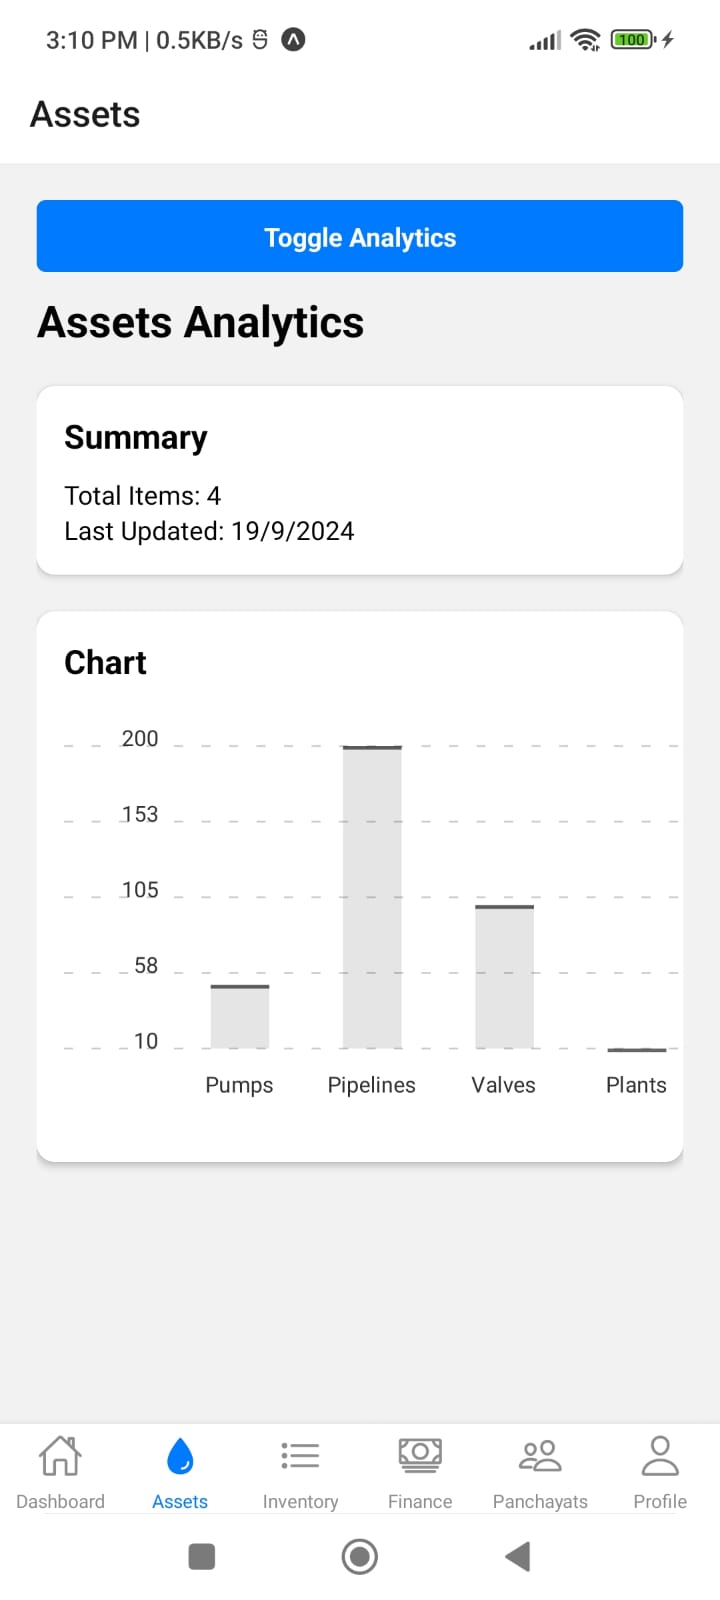 3:10 PM | 0.5KB/s
100
Assets
Toggle Analytics
Assets Analytics
Summary
Total Items: 4
Last Updated: 19/9/2024
Chart
200
153
105
58
10
Pumps Pipelines Valves Plants
Dashboard Assets Inventory Finance Panchayats Profile